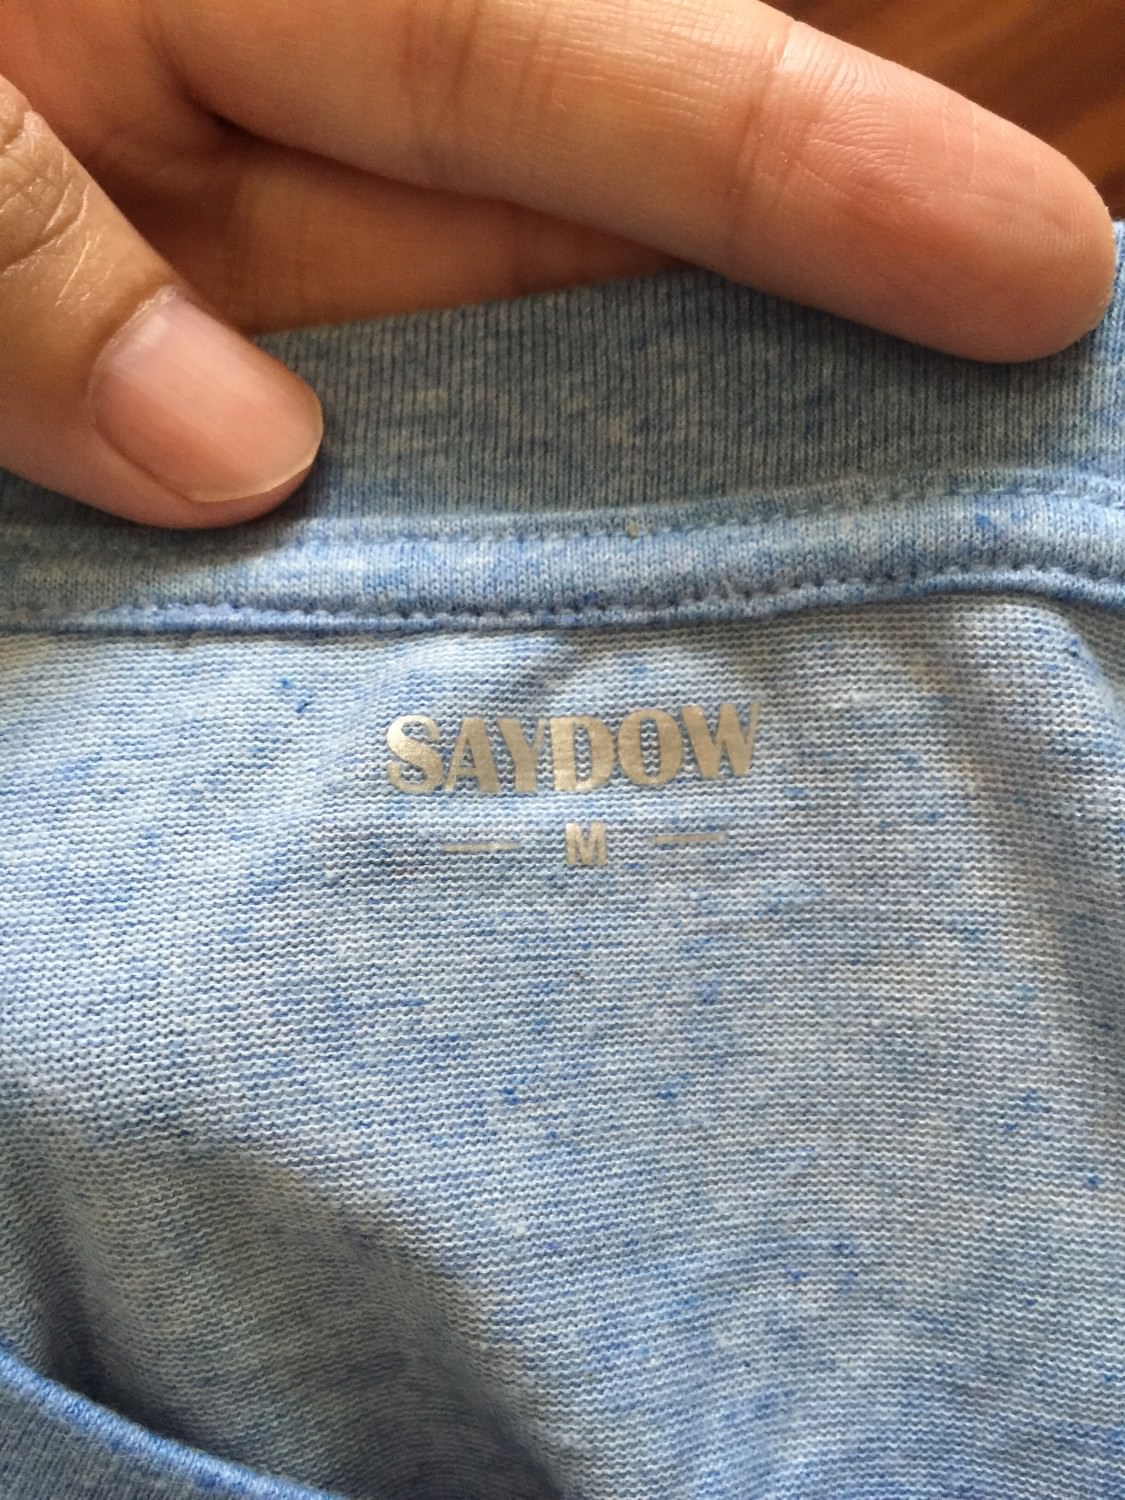 SAYDOW
— M —